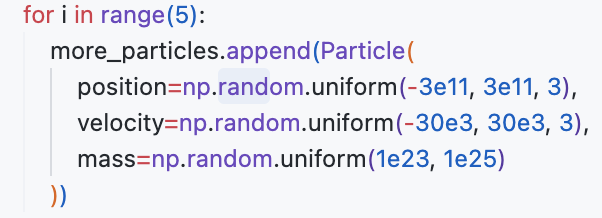 for i in range(5):
    more_particles.append(Particle(
        position=np.random.uniform(-3e11, 3e11, 3),
        velocity=np.random.uniform(-30e3, 30e3, 3),
        mass=np.random.uniform(1e23, 1e25)
    ))